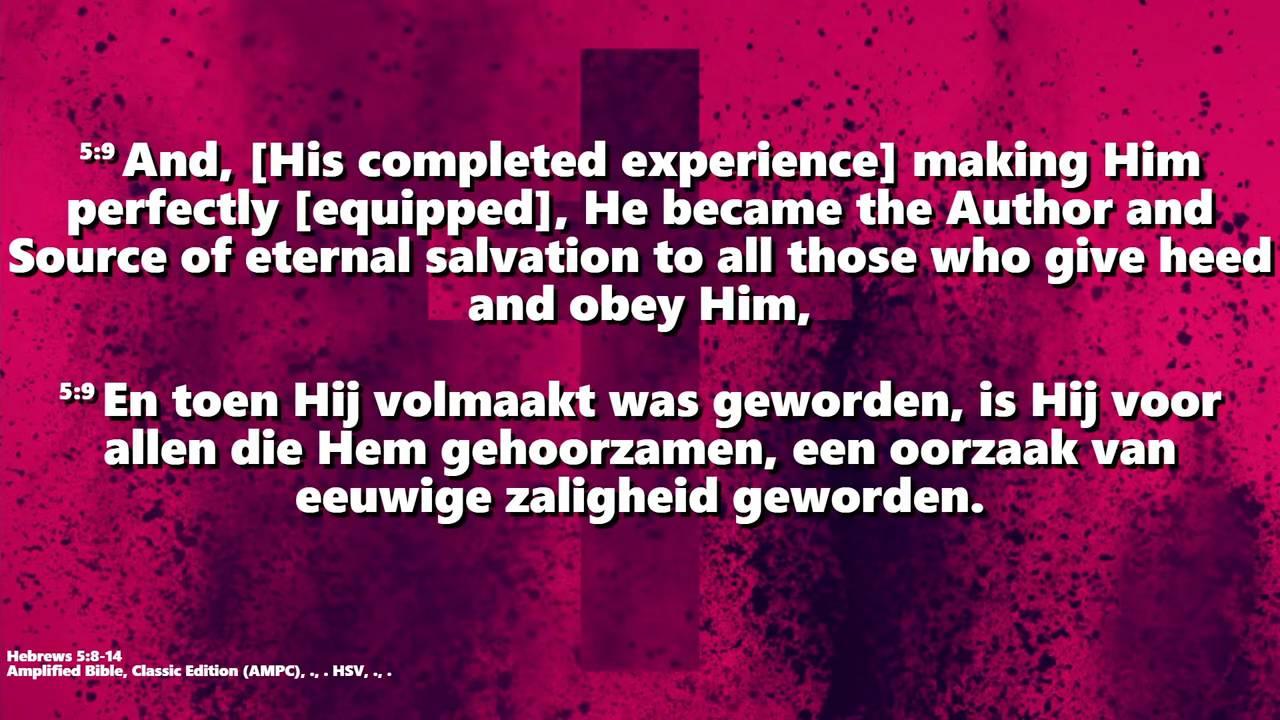 5:9 And, [His completed experience] making Him
perfectly [equipped], He became the Author and
Source of eternal salvation to all those who give heed
and obey Him,
5:9 En toen Hij volmaakt was geworden, is Hij voor
allen die Hem gehoorzamen, een oorzaak van
eeuwige zaligheid geworden.
Hebrews 5:8-14
Amplified Bible, Classic Edition (AMPC), ., . HSV, ., .